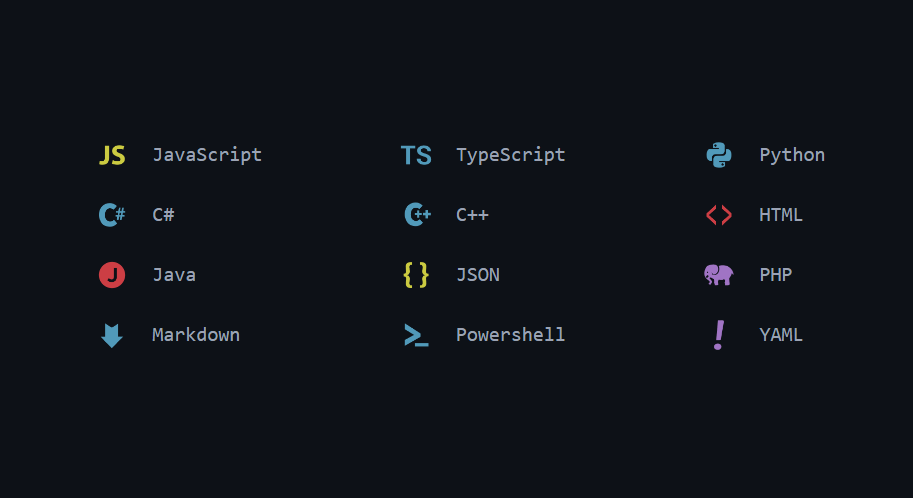 JS JavaScript TS TypeScript Python
C# C# C++ C++ <> HTML
J Java {} JSON PHP
Markdown >_ Powershell ! YAML